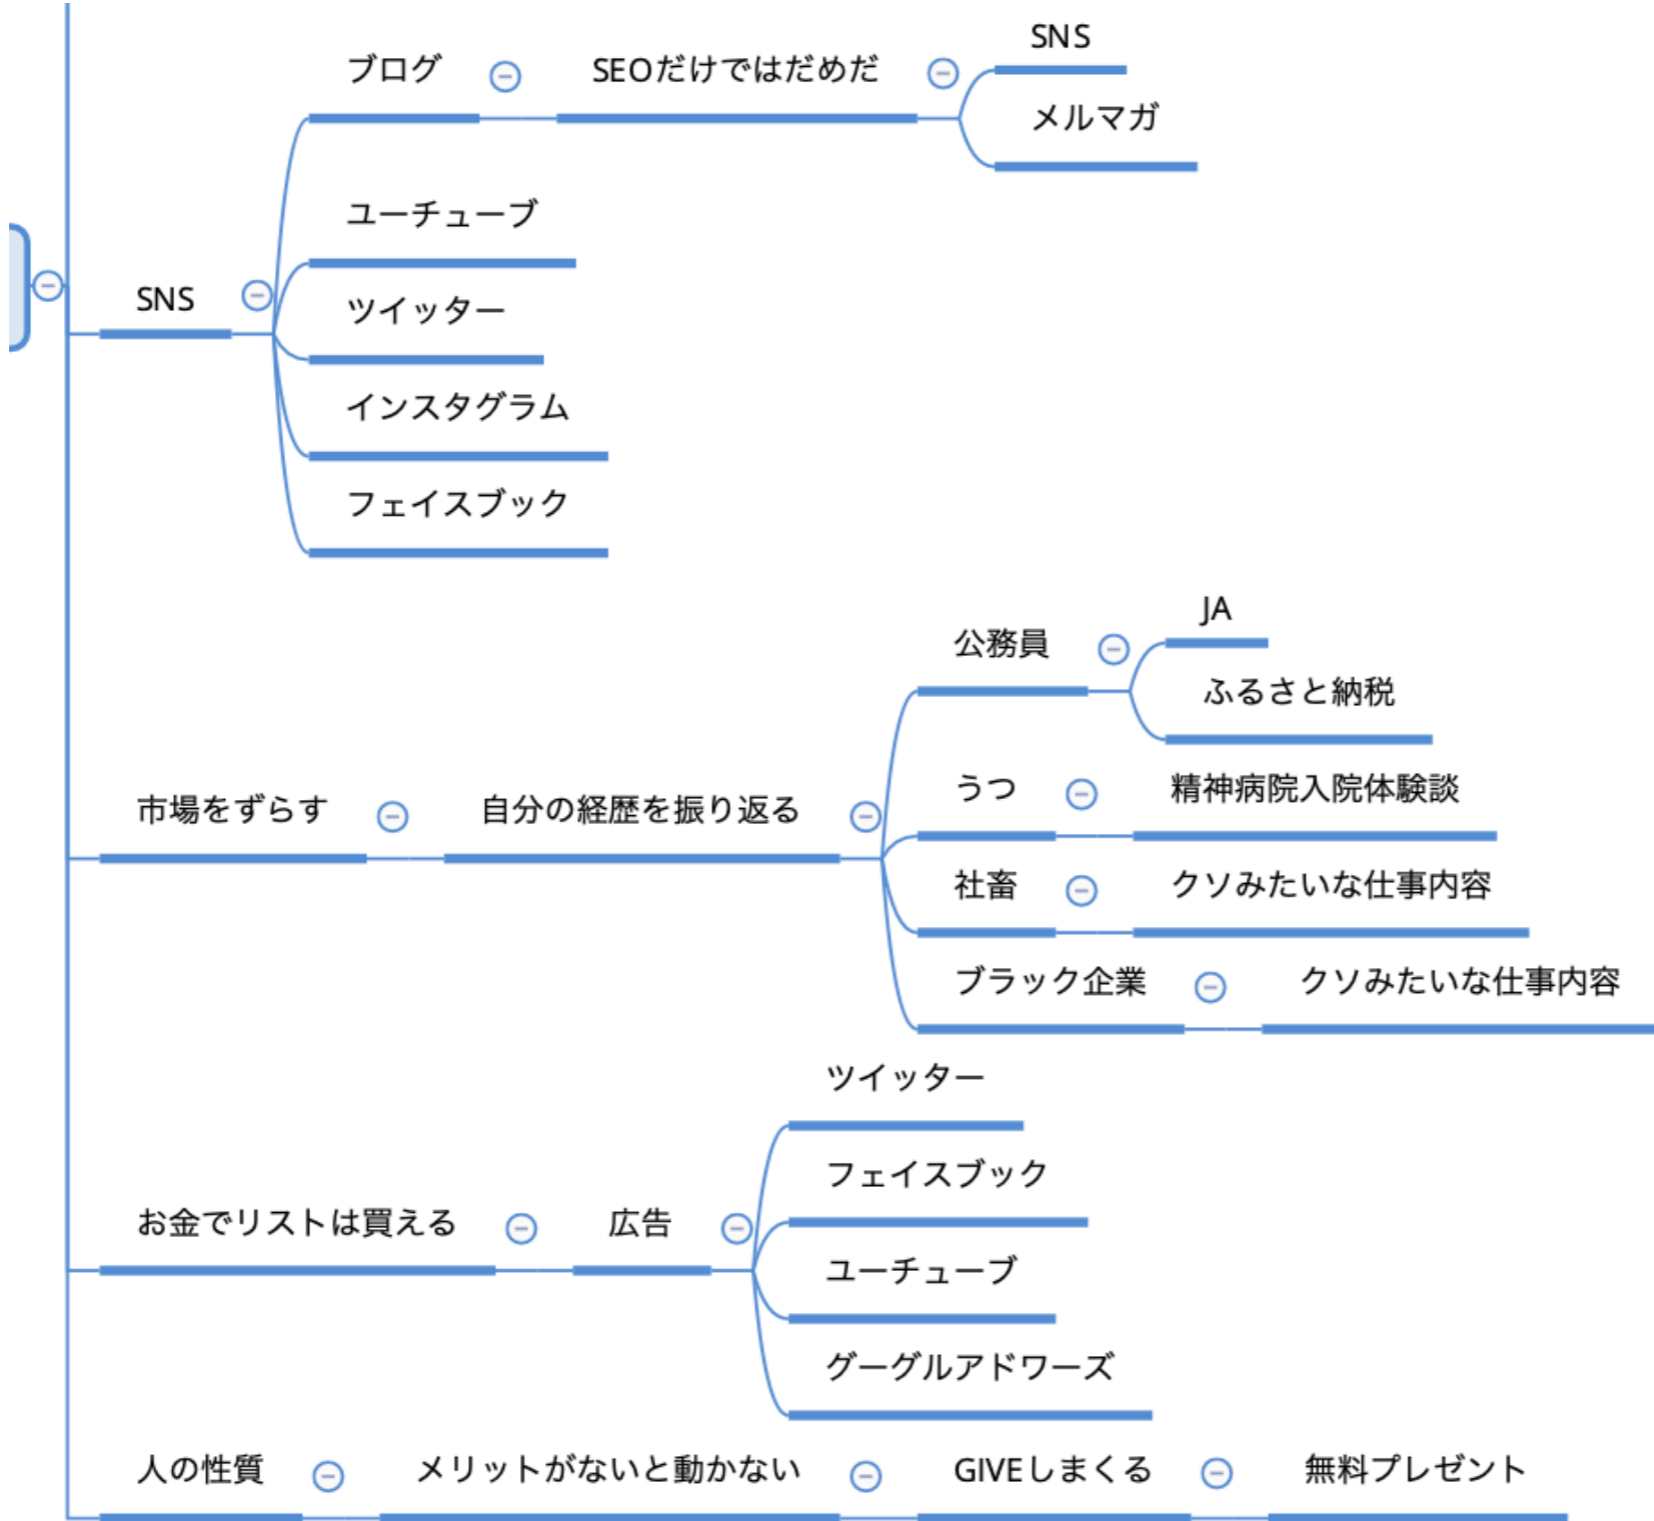 SNS
ブログ
SEOだけではだめだ
SNS
メルマガ
ユーチューブ
ツイッター
インスタグラム
フェイスブック
市場をずらす
自分の経歴を振り返る
公務員
JA
ふるさと納税
うつ
精神病院入院体験談
社畜
クソみたいな仕事内容
ブラック企業
クソみたいな仕事内容
お金でリストは買える
広告
ツイッター
フェイスブック
ユーチューブ
グーグルアドワーズ
人の性質
メリットがないと動かない
GIVEしまくる
無料プレゼント